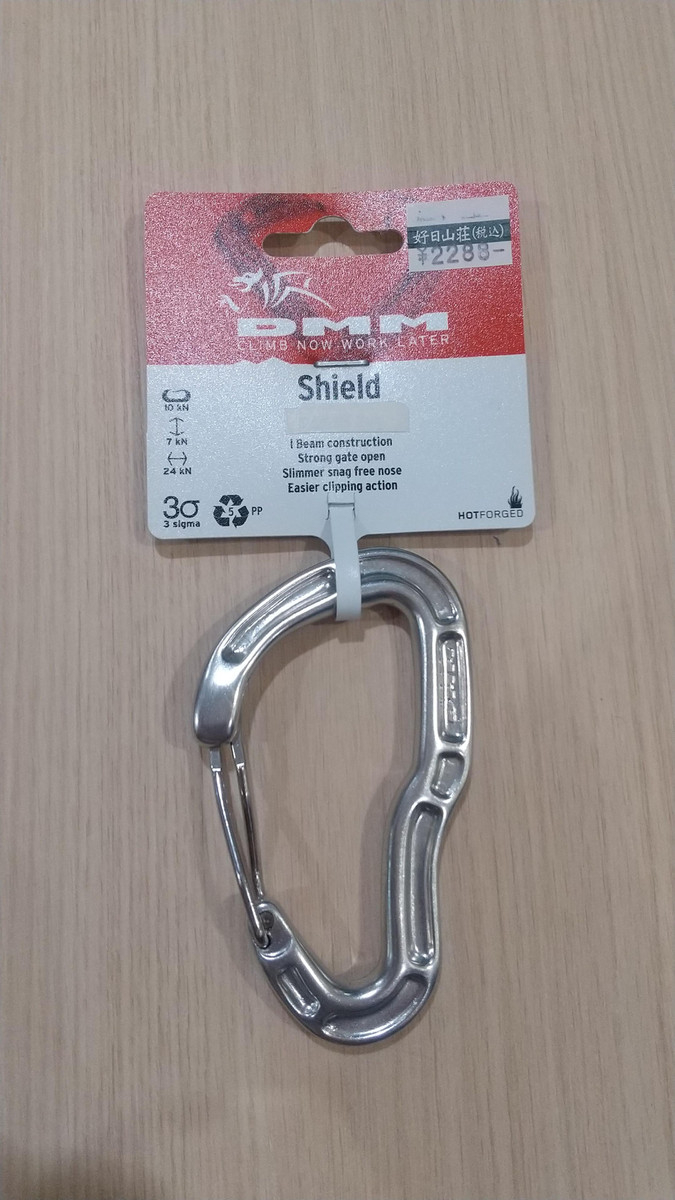 好日山荘(税込)
¥2288-
DMM
CLIMB NOW WORK LATER
Shield
10 kN
7 kN
24 kN
I Beam construction
Strong gate open
Slimmer snag free nose
Easier clipping action
3σ
3 sigma
5 PP
HOTFORGED
DMM